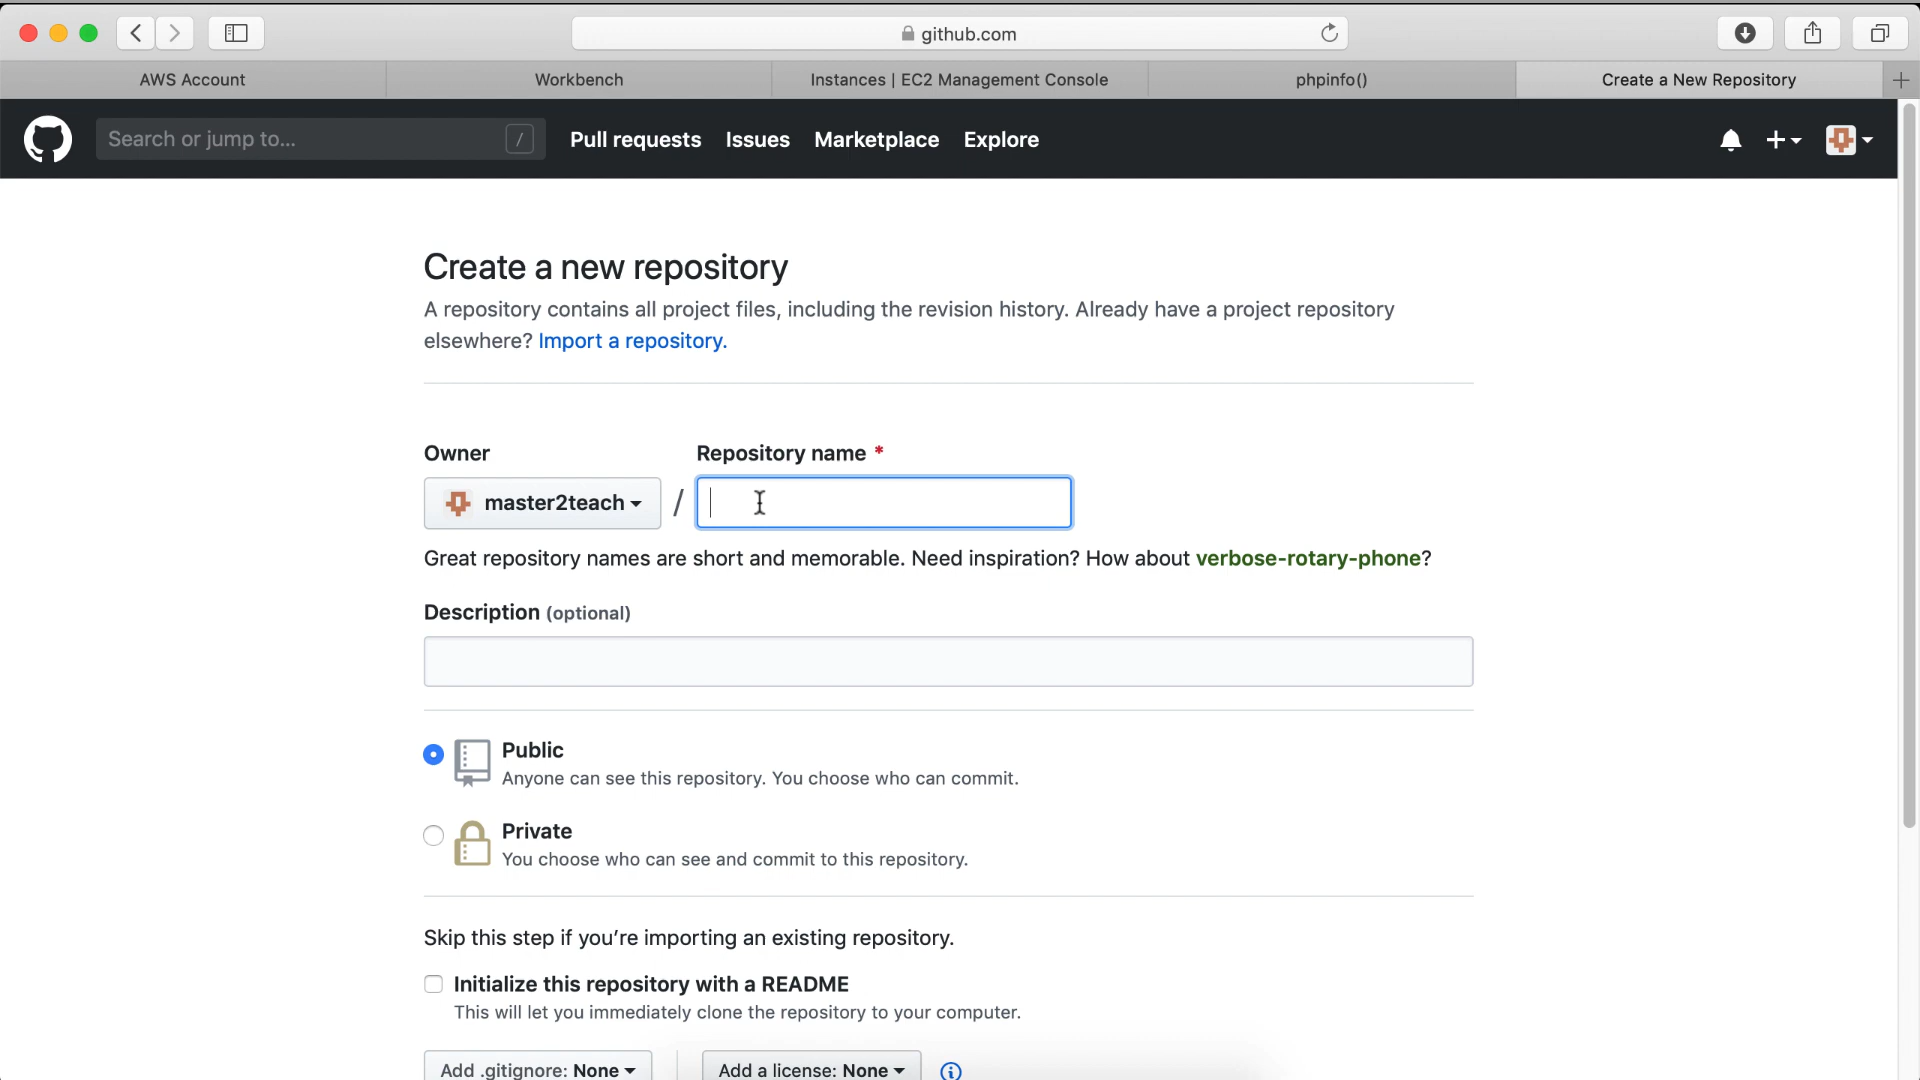 github.com
AWS Account
Workbench
Instances | EC2 Management Console
phpinfo()
Create a New Repository
Search or jump to...
/
Pull requests
Issues
Marketplace
Explore
Create a new repository
A repository contains all project files, including the revision history. Already have a project repository
elsewhere? Import a repository.
Owner
Repository name *
master2teach
/
Great repository names are short and memorable. Need inspiration? How about verbose-rotary-phone?
Description (optional)
Public
Anyone can see this repository. You choose who can commit.
Private
You choose who can see and commit to this repository.
Skip this step if you’re importing an existing repository.
Initialize this repository with a README
This will let you immediately clone the repository to your computer.
Add .gitignore: None
Add a license: None